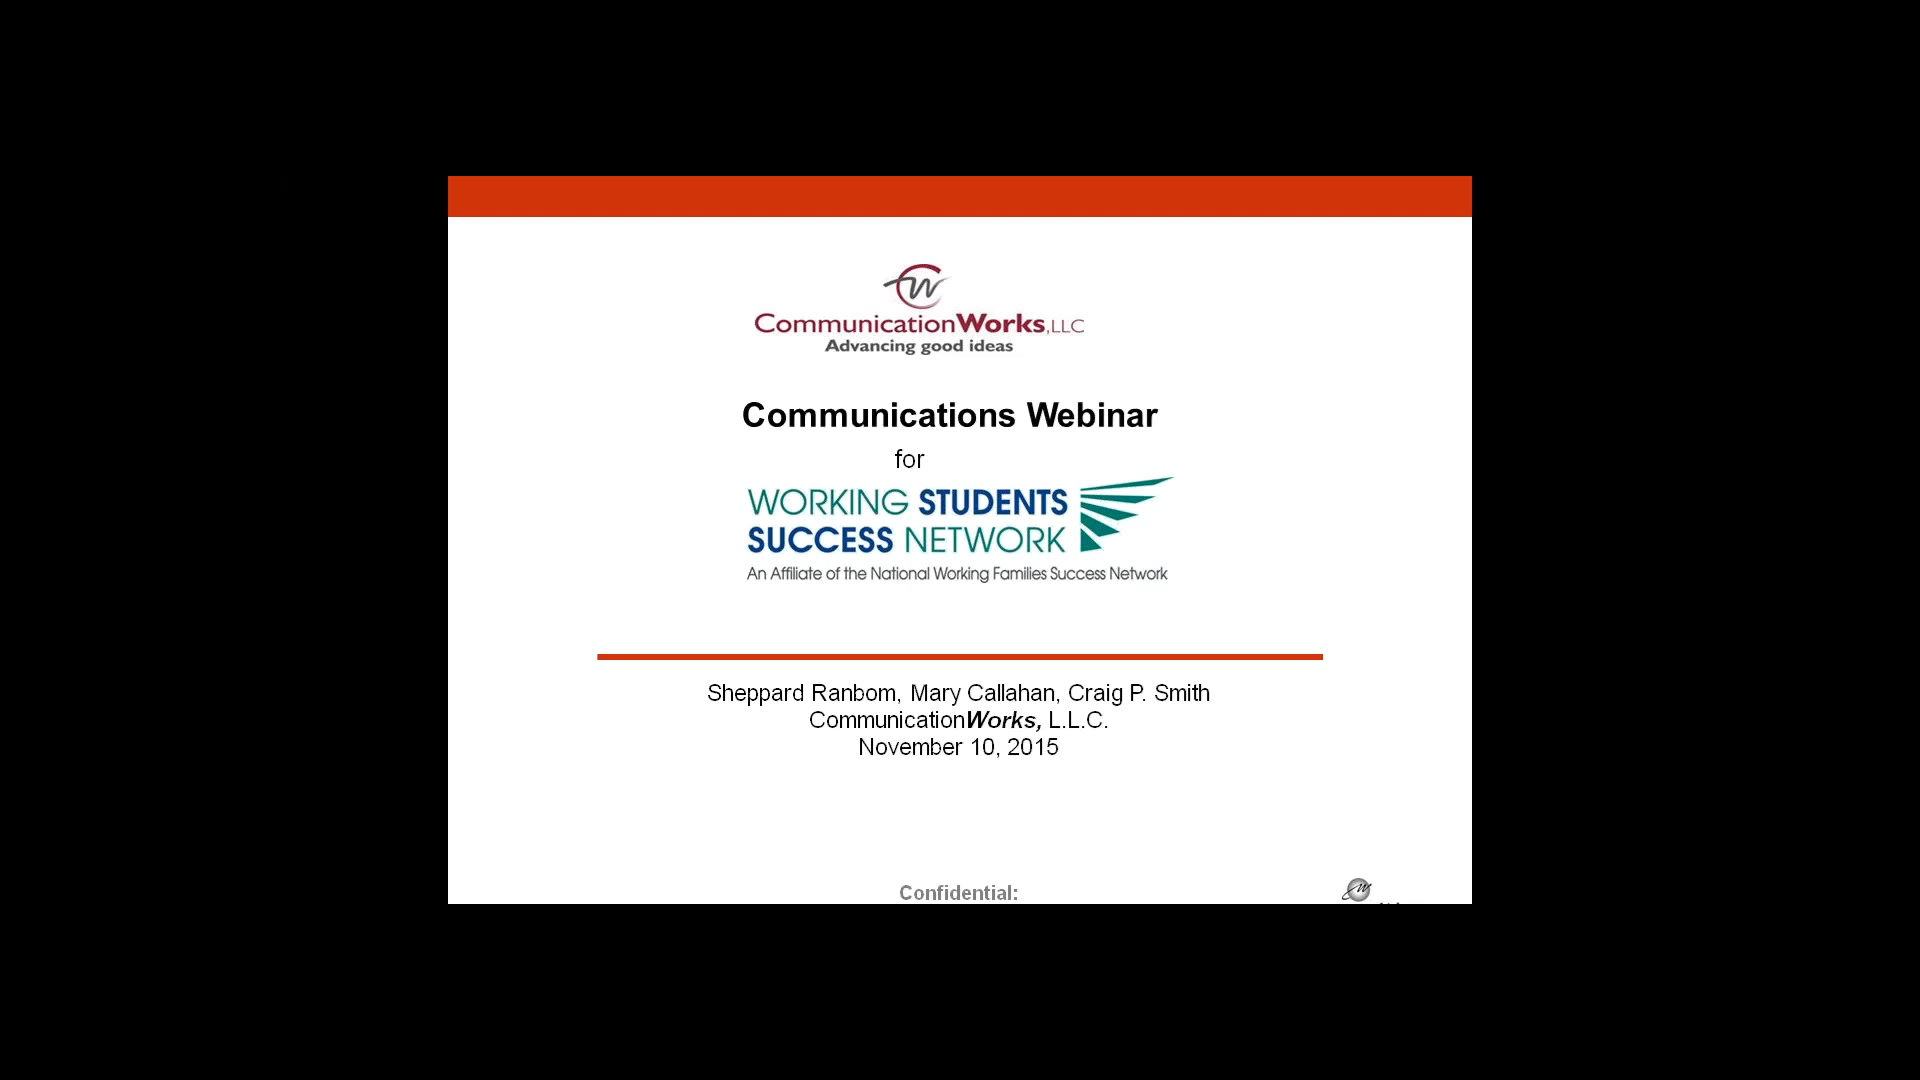 CommunicationWorks, LLC
Advancing good ideas
Communications Webinar
for
WORKING STUDENTS
SUCCESS NETWORK
An Affiliate of the National Working Families Success Network
Sheppard Ranbom, Mary Callahan, Craig P. Smith
CommunicationWorks, L.L.C.
November 10, 2015
Confidential: